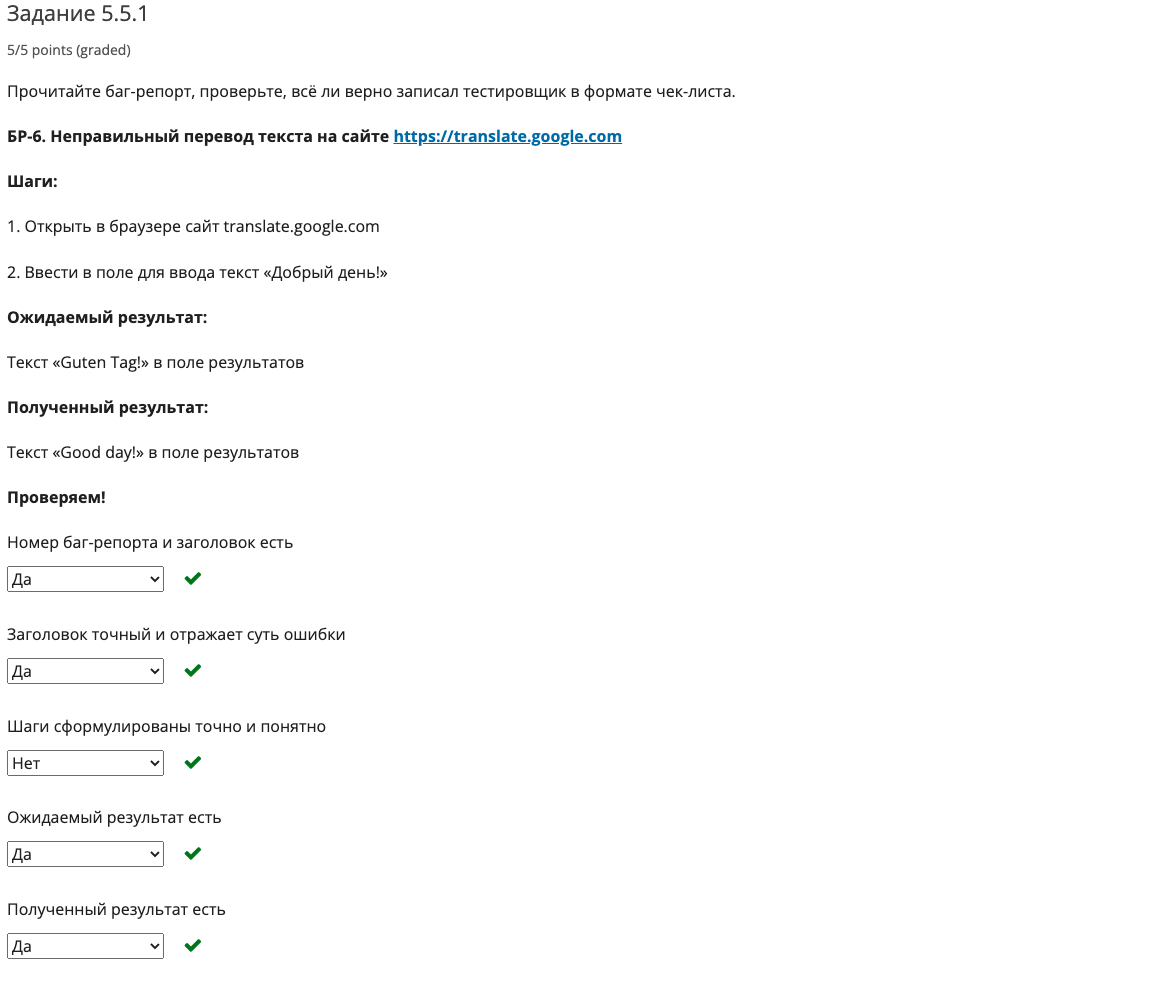 Задание 5.5.1
5/5 points (graded)
Прочитайте баг-репорт, проверьте, всё ли верно записал тестировщик в формате чек-листа.
БР-6. Неправильный перевод текста на сайте https://translate.google.com
Шаги:
1. Открыть в браузере сайт translate.google.com
2. Ввести в поле для ввода текст «Добрый день!»
Ожидаемый результат:
Текст «Guten Tag!» в поле результатов
Полученный результат:
Текст «Good day!» в поле результатов
Проверяем!
Номер баг-репорта и заголовок есть
Да
Заголовок точный и отражает суть ошибки
Да
Шаги сформулированы точно и понятно
Нет
Ожидаемый результат есть
Да
Полученный результат есть
Да